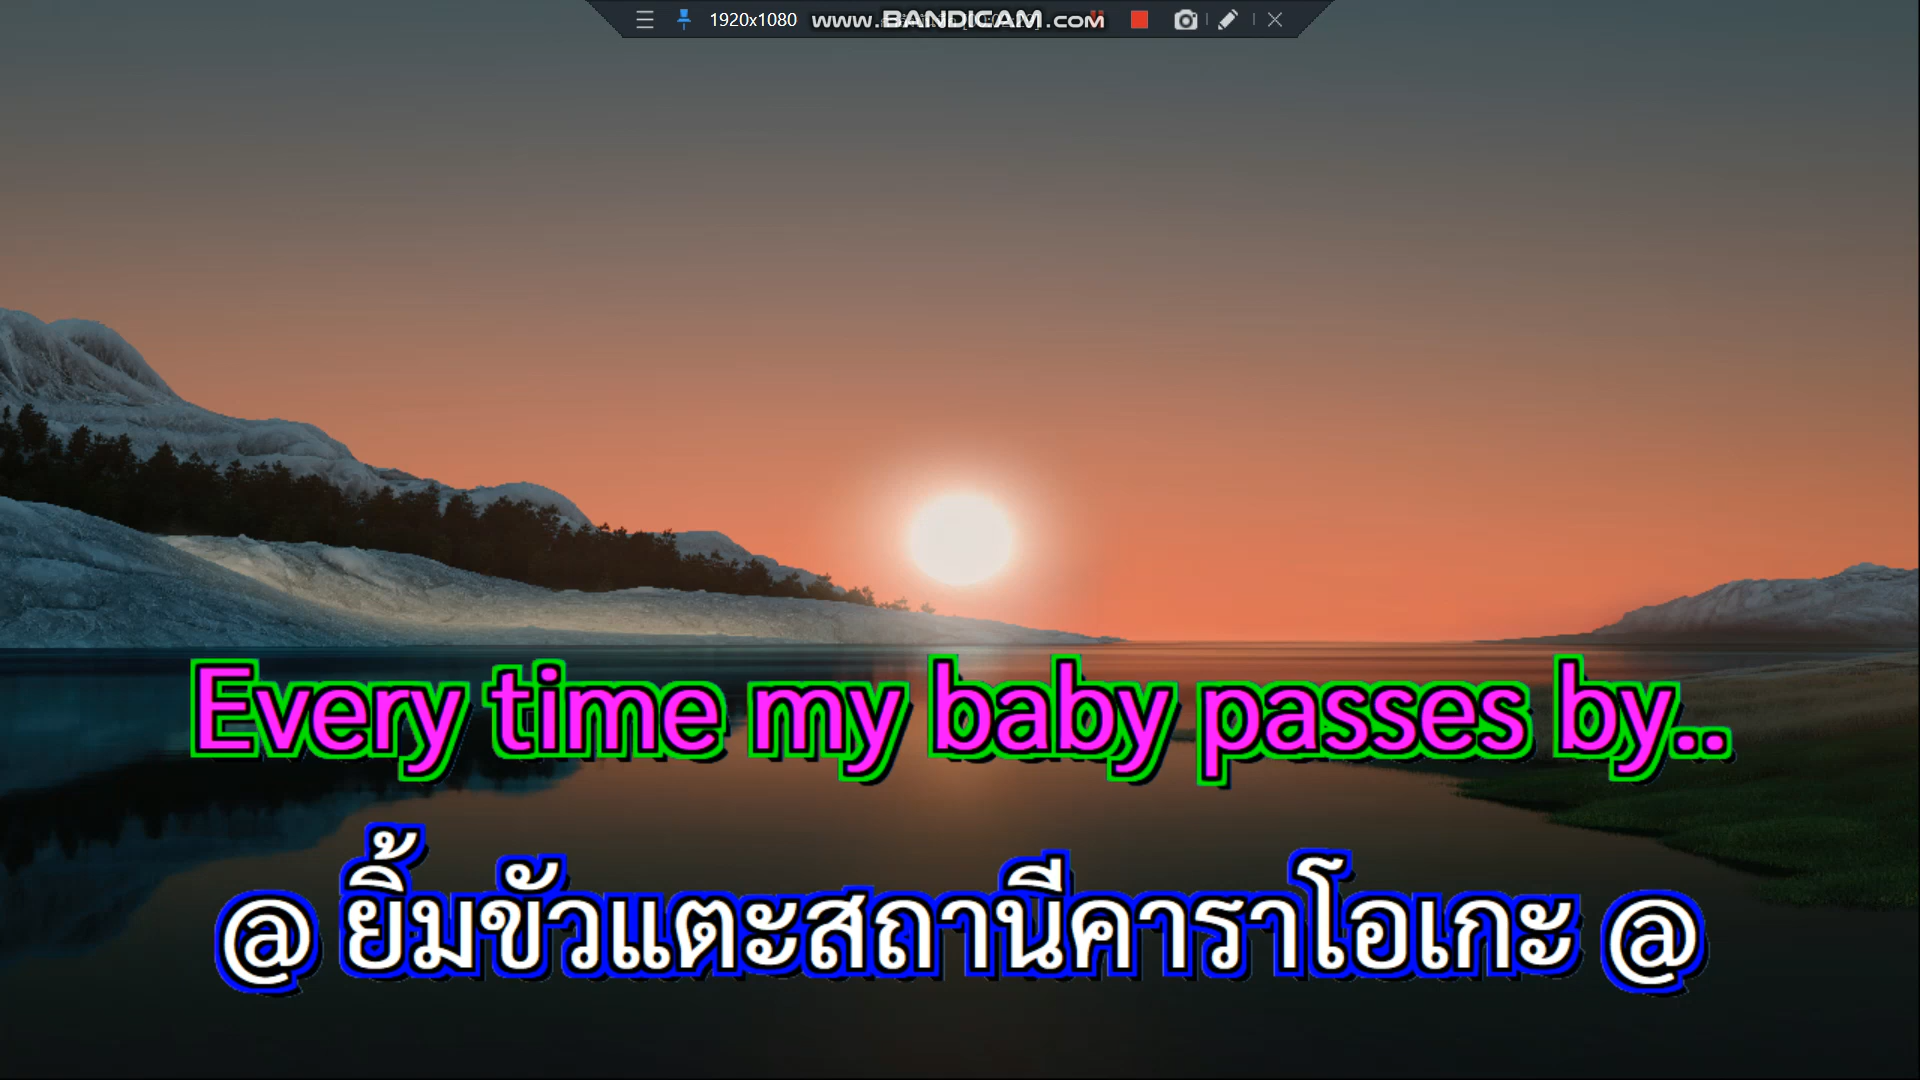 1920x1080 www.BANDICAM.com
Every time my baby passes by..
@ ยิ้มขัวแตะสถานีคาราโอเกะ @